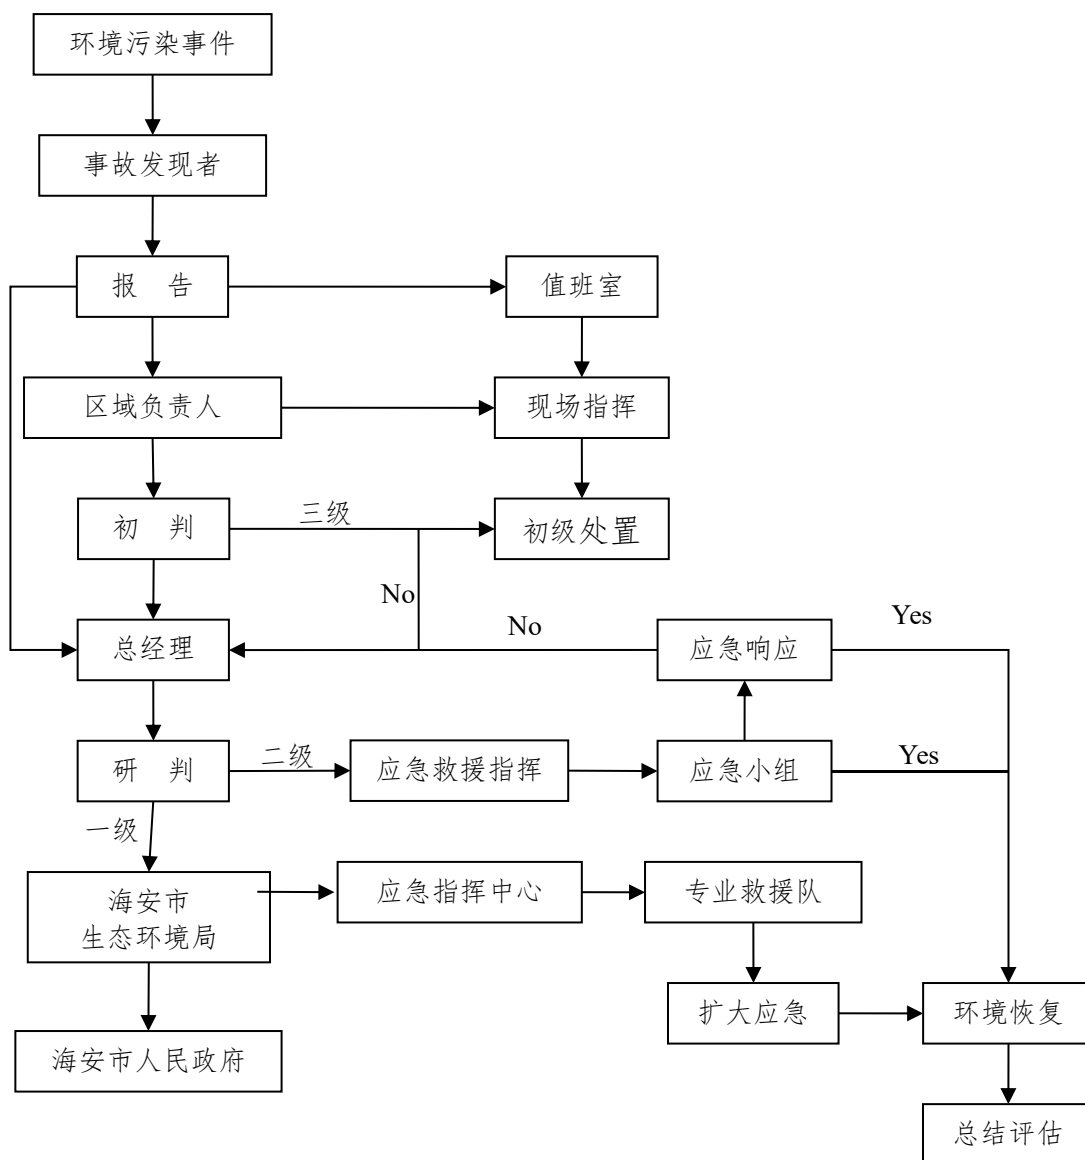 环境污染事件
事故发现者
报 告
值班室
区域负责人
现场指挥
初 判
三级
初级处置
No
总经理
No
应急响应
Yes
研 判
二级
应急救援指挥
应急小组
Yes
一级
海安市
生态环境局
应急指挥中心
专业救援队
扩大应急
环境恢复
海安市人民政府
总结评估